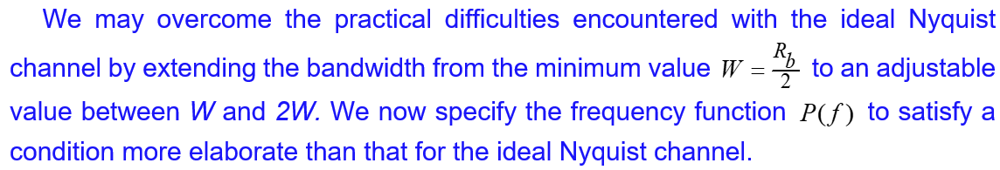 We may overcome the practical difficulties encountered with the ideal Nyquist
channel by extending the bandwidth from the minimum value W = R_b/2 to an adjustable
value between W and 2W. We now specify the frequency function P(f) to satisfy a
condition more elaborate than that for the ideal Nyquist channel.